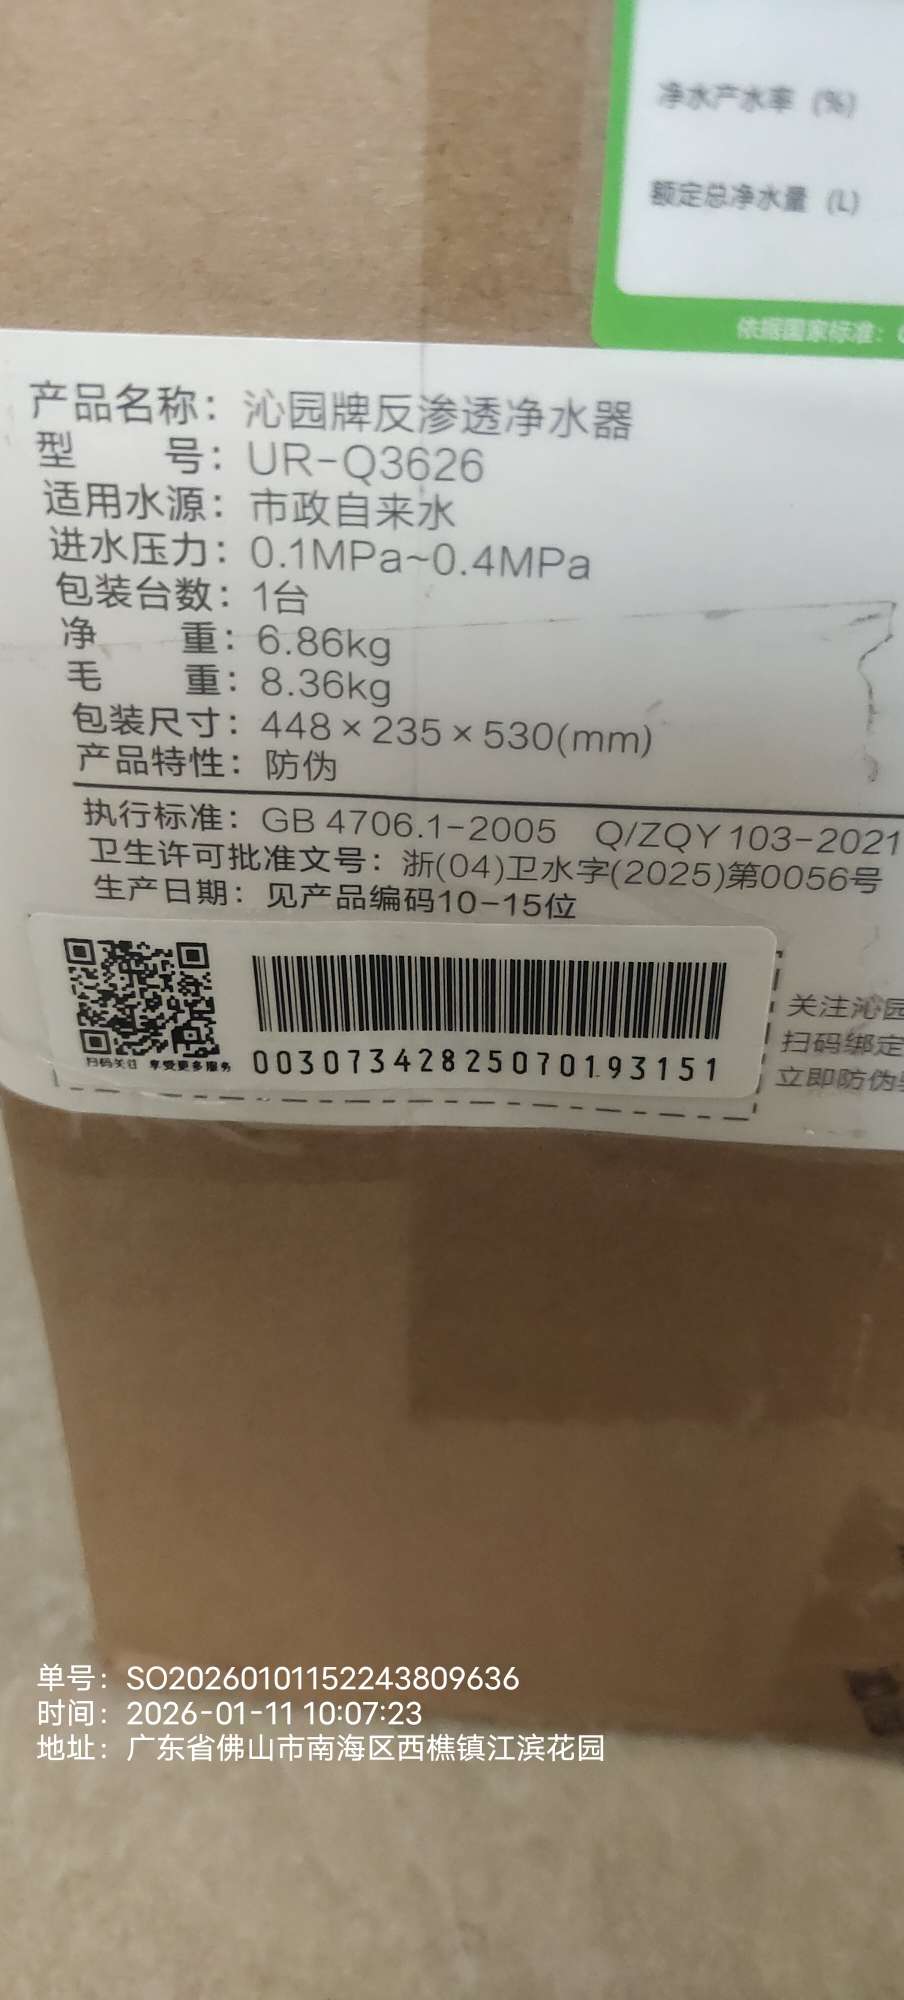 净水产水率 (%)
额定总净水量 (L)
依据国家标准：
产品名称：沁园牌反渗透净水器
型 号：UR-Q3626
适用水源：市政自来水
进水压力：0.1MPa~0.4MPa
包装台数：1台
净 重：6.86kg
毛 重：8.36kg
包装尺寸：448×235×530(mm)
产品特性：防伪
执行标准：GB 4706.1-2005 Q/ZQY 103-2021
卫生许可批准文号：浙(04)卫水字(2025)第0056号
生产日期：见产品编码10-15位
扫码关注 享受更多服务
00307342825070193151
关注沁园
扫码绑定
立即防伪
单号：SO20260101152243809636
时间：2026-01-11 10:07:23
地址：广东省佛山市南海区西樵镇江滨花园